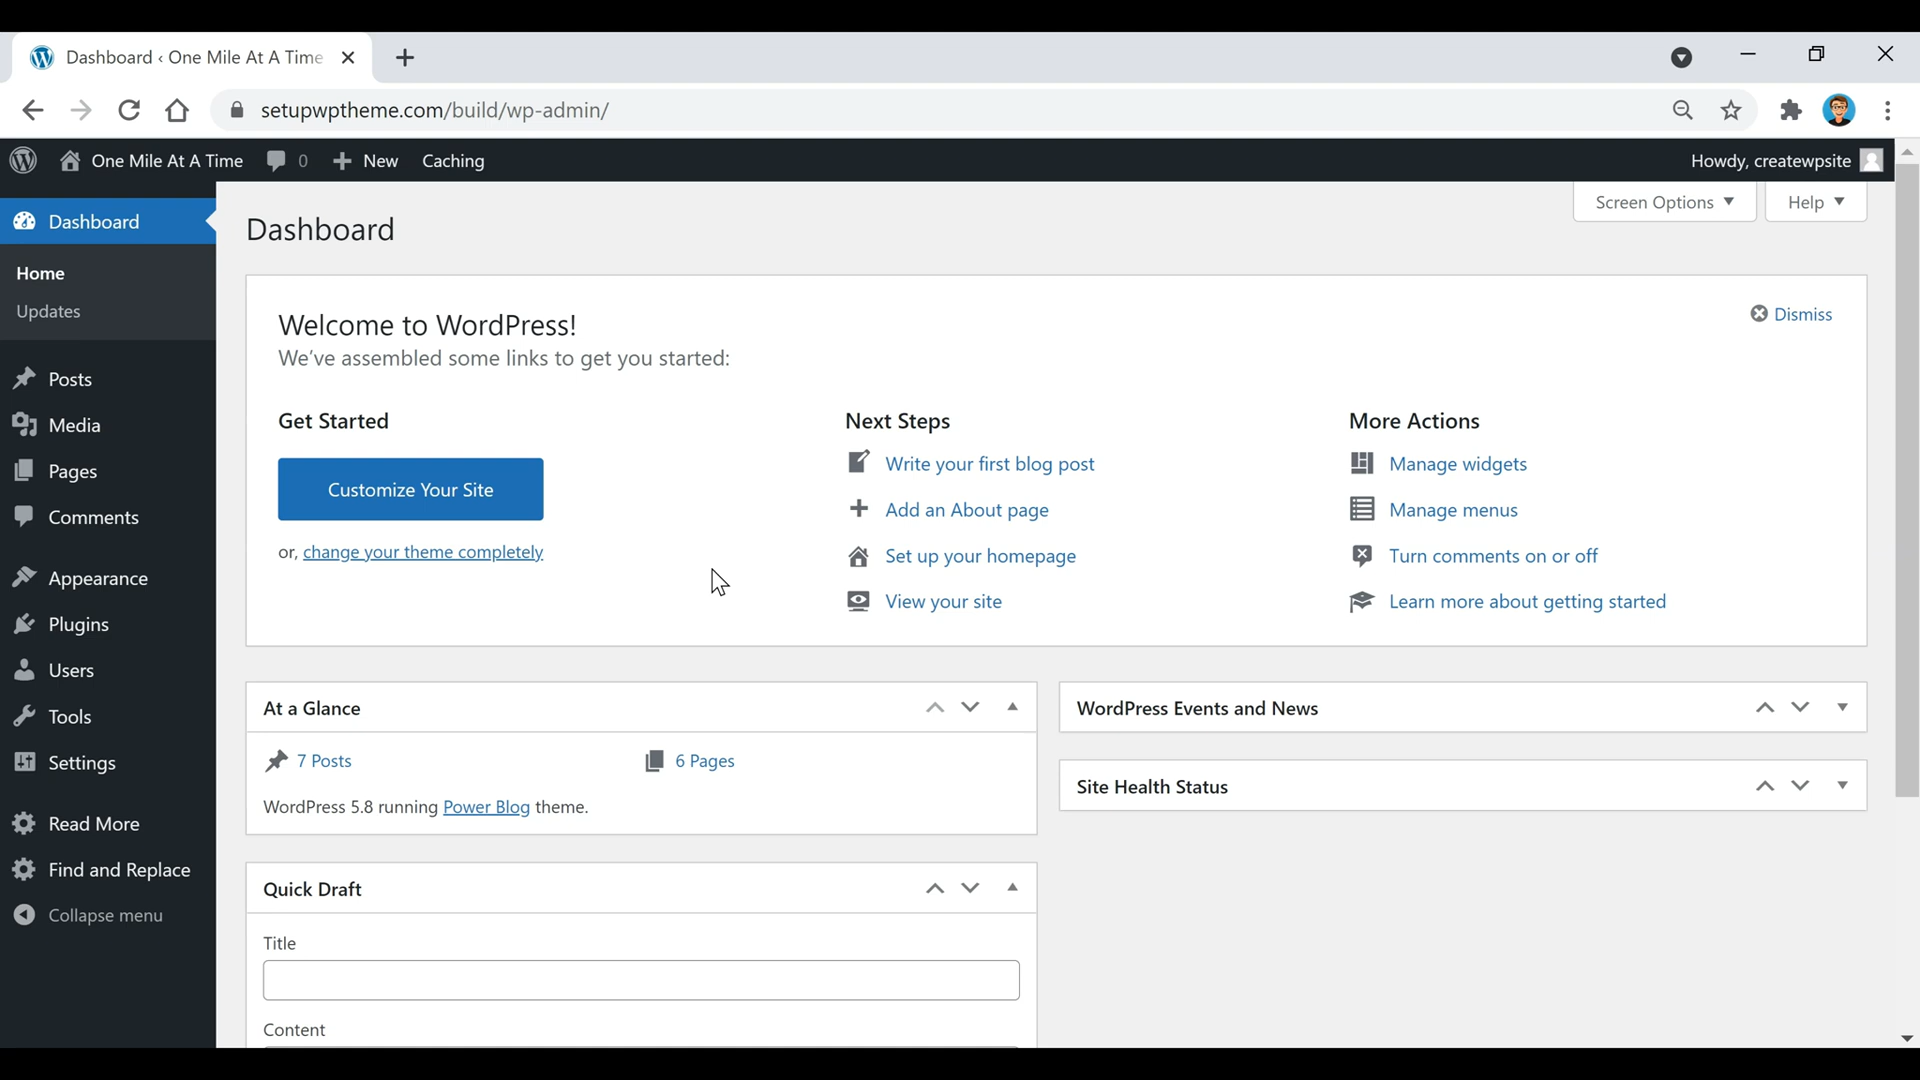 Dashboard ‹ One Mile At A Time
setupwptheme.com/build/wp-admin/
One Mile At A Time 0 New Caching Howdy, createwpsite
Screen Options Help
Dashboard
Home
Updates
Posts
Media
Pages
Comments
Appearance
Plugins
Users
Tools
Settings
Read More
Find and Replace
Collapse menu
Dashboard
Welcome to WordPress!
Dismiss
We've assembled some links to get you started:
Get Started
Customize Your Site
or, change your theme completely
Next Steps
Write your first blog post
Add an About page
Set up your homepage
View your site
More Actions
Manage widgets
Manage menus
Turn comments on or off
Learn more about getting started
At a Glance
7 Posts 6 Pages
WordPress 5.8 running Power Blog theme.
Quick Draft
Title
Content
WordPress Events and News
Site Health Status